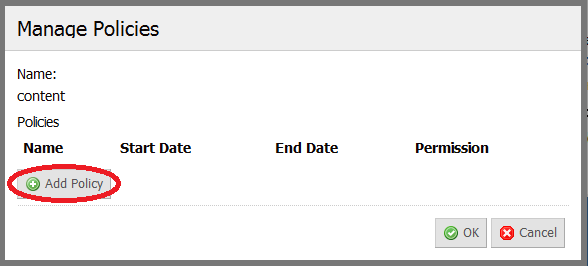 Manage Policies
Name:
content
Policies
Name Start Date End Date Permission
Add Policy
OK Cancel